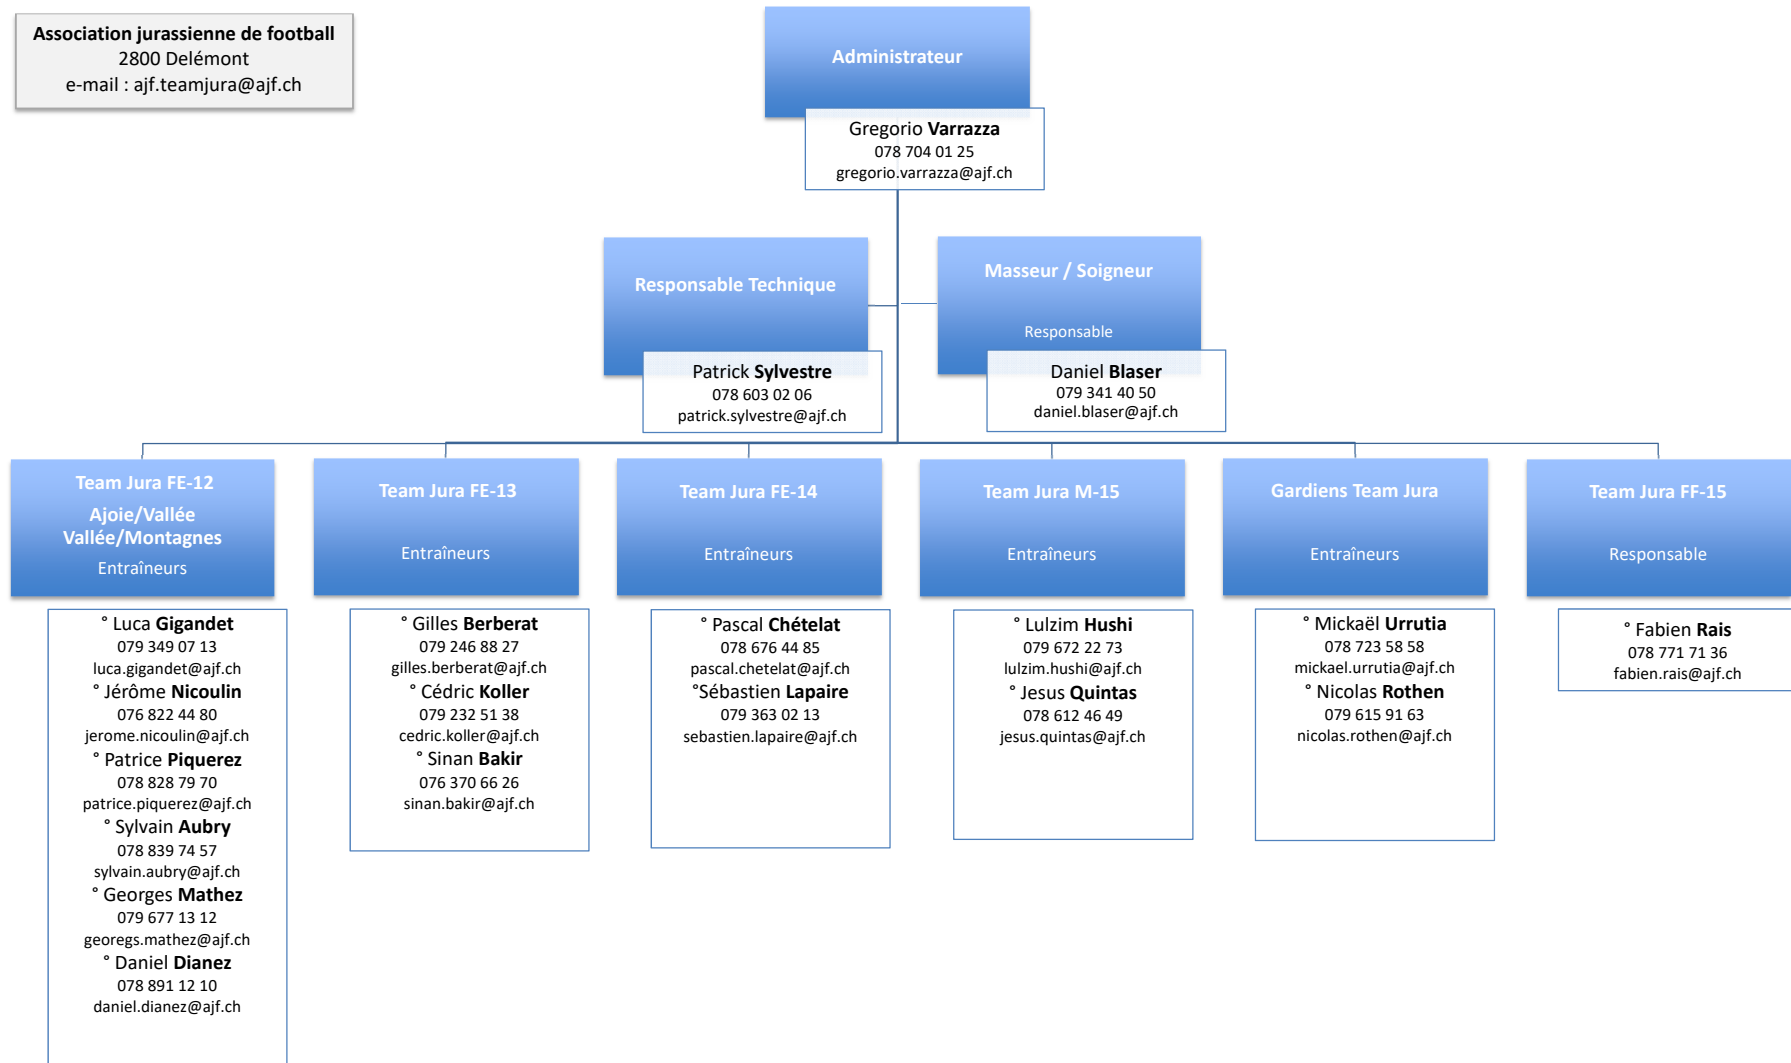 Association jurassienne de football
2800 Delémont
e-mail : ajf.teamjura@ajf.ch
Administrateur
Gregorio Varrazza
078 704 01 25
gregorio.varrazza@ajf.ch
Responsable Technique
Patrick Sylvestre
078 603 02 06
patrick.sylvestre@ajf.ch
Masseur / Soigneur
Responsable
Daniel Blaser
079 341 40 50
daniel.blaser@ajf.ch
Team Jura FE-12
Ajoie/Vallée
Vallée/Montagnes
Entraîneurs
° Luca Gigandet
079 349 07 13
luca.gigandet@ajf.ch
° Jérôme Nicoulin
076 822 44 80
jerome.nicoulin@ajf.ch
° Patrice Piquerez
078 828 79 70
patrice.piquerez@ajf.ch
° Sylvain Aubry
078 839 74 57
sylvain.aubry@ajf.ch
° Georges Mathez
079 677 13 12
georegs.mathez@ajf.ch
° Daniel Dianez
078 891 12 10
daniel.dianez@ajf.ch
Team Jura FE-13
Entraîneurs
° Gilles Berberat
079 246 88 27
gilles.berberat@ajf.ch
° Cédric Koller
079 232 51 38
cedric.koller@ajf.ch
° Sinan Bakir
076 370 66 26
sinan.bakir@ajf.ch
Team Jura FE-14
Entraîneurs
° Pascal Chételat
078 676 44 85
pascal.chetelat@ajf.ch
°Sébastien Lapaire
079 363 02 13
sebastien.lapaire@ajf.ch
Team Jura M-15
Entraîneurs
° Lulzim Hushi
079 672 22 73
lulzim.hushi@ajf.ch
° Jesus Quintas
078 612 46 49
jesus.quintas@ajf.ch
Gardiens Team Jura
Entraîneurs
° Mickaël Urrutia
078 723 58 58
mickael.urrutia@ajf.ch
° Nicolas Rothen
079 615 91 63
nicolas.rothen@ajf.ch
Team Jura FF-15
Responsable
° Fabien Rais
078 771 71 36
fabien.rais@ajf.ch